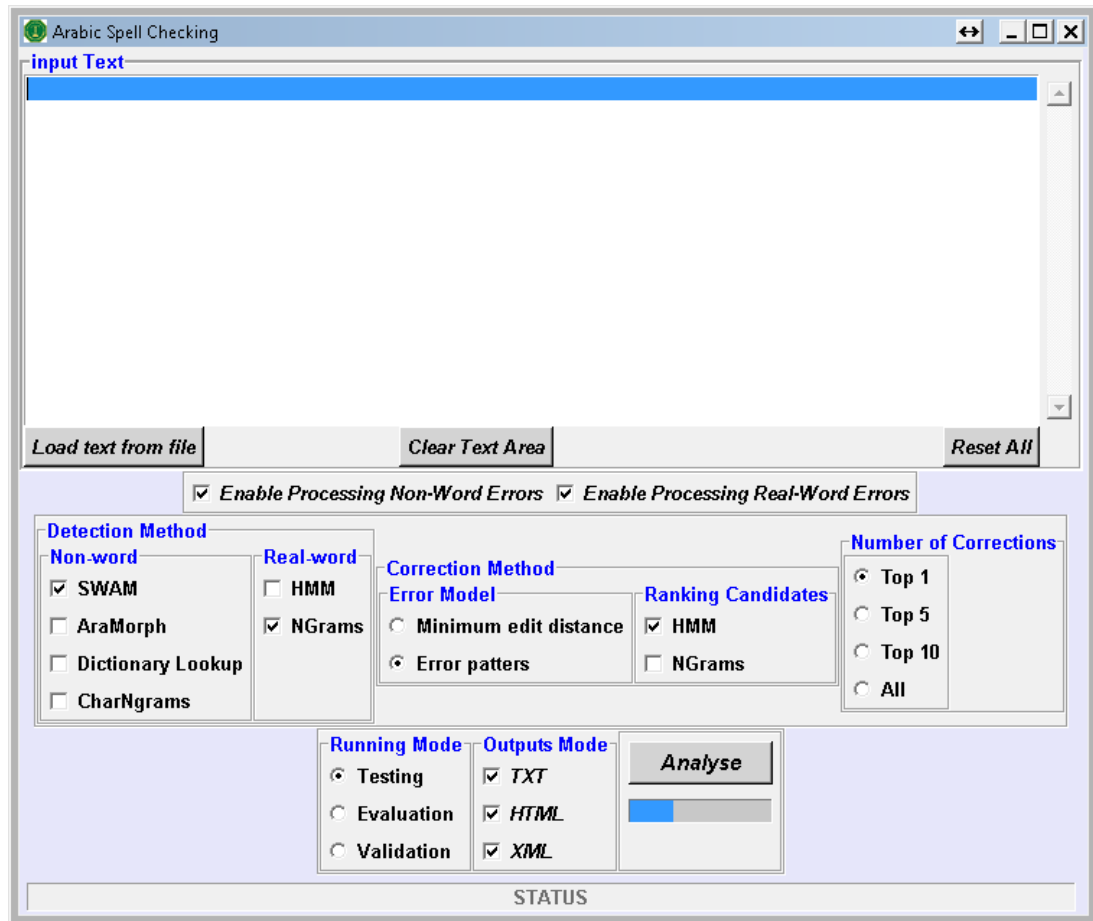 Arabic Spell Checking
input Text
Load text from file Clear Text Area Reset All
Enable Processing Non-Word Errors Enable Processing Real-Word Errors
Detection Method
Non-word
SWAM
AraMorph
Dictionary Lookup
CharNgrams
Real-word
HMM
NGrams
Correction Method
Error Model
Minimum edit distance
Error patters
Ranking Candidates
HMM
NGrams
Number of Corrections
Top 1
Top 5
Top 10
All
Running Mode
Testing
Evaluation
Validation
Outputs Mode
TXT
HTML
XML
Analyse
STATUS